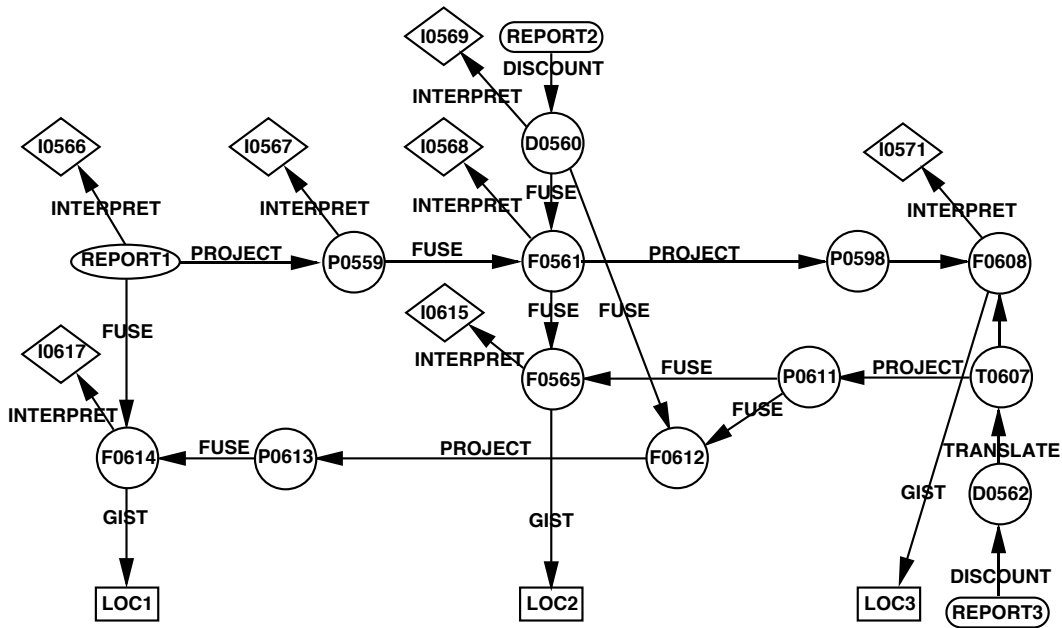 I0569
REPORT2
DISCOUNT
INTERPRET
I0566
I0567
I0568
D0560
I0571
FUSE
INTERPRET
INTERPRET
INTERPRET
INTERPRET
REPORT1
PROJECT
P0559
FUSE
F0561
PROJECT
P0598
F0608
I0615
FUSE
FUSE
FUSE
I0617
INTERPRET
F0565
FUSE
P0611
PROJECT
T0607
INTERPRET
FUSE
F0614
FUSE
P0613
PROJECT
F0612
TRANSLATE
GIST
D0562
GIST
GIST
DISCOUNT
LOC1
LOC2
LOC3
REPORT3